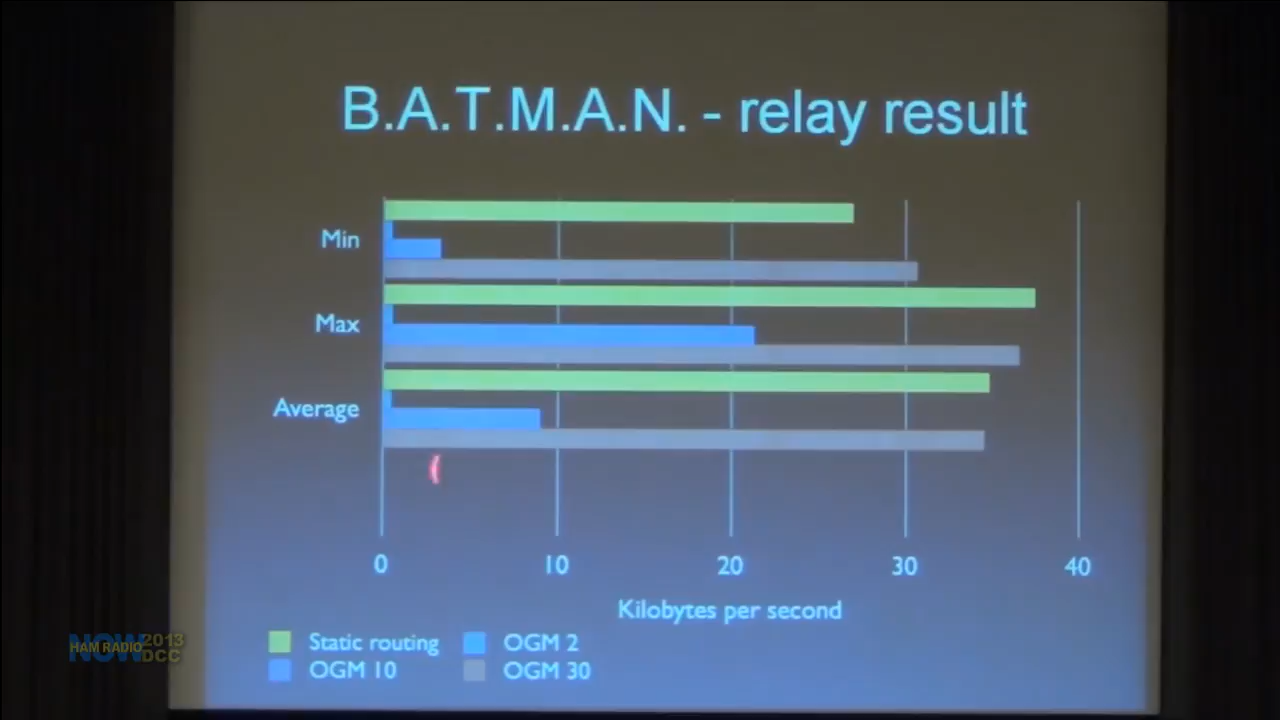 B.A.T.M.A.N. - relay result
Min
Max
Average
0 10 20 30 40
Kilobytes per second
Static routing OGM 2
OGM 10 OGM 30
HAM RADIO NOW 2013 DCC